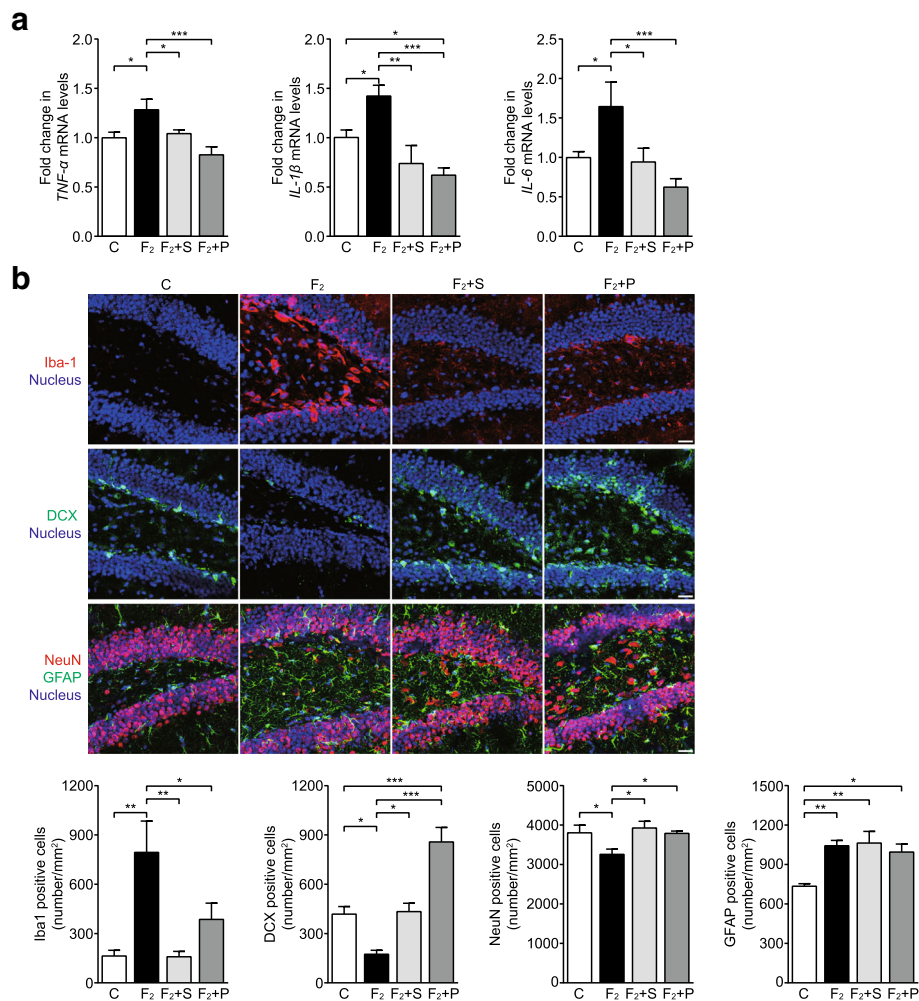 a
Fold change in
TNF-α mRNA levels
2.0
1.5
1.0
0.5
0.0
*
*
***
C F₂ F₂+S F₂+P
Fold change in
IL-1β mRNA levels
2.0
1.5
1.0
0.5
0.0
*
***
**
*
C F₂ F₂+S F₂+P
Fold change in
IL-6 mRNA levels
2.5
2.0
1.5
1.0
0.5
0.0
***
*
*
C F₂ F₂+S F₂+P
b
C F₂ F₂+S F₂+P
Iba-1
Nucleus
DCX
Nucleus
NeuN
GFAP
Nucleus
Iba1 positive cells
(number/mm²)
1200
900
600
300
0
*
**
**
C F₂ F₂+S F₂+P
DCX positive cells
(number/mm²)
1200
900
600
300
0
***
***
*
*
C F₂ F₂+S F₂+P
NeuN positive cells
(number/mm²)
5000
4000
3000
2000
1000
0
*
*
*
C F₂ F₂+S F₂+P
GFAP positive cells
(number/mm²)
1500
1200
900
600
300
0
*
**
**
C F₂ F₂+S F₂+P